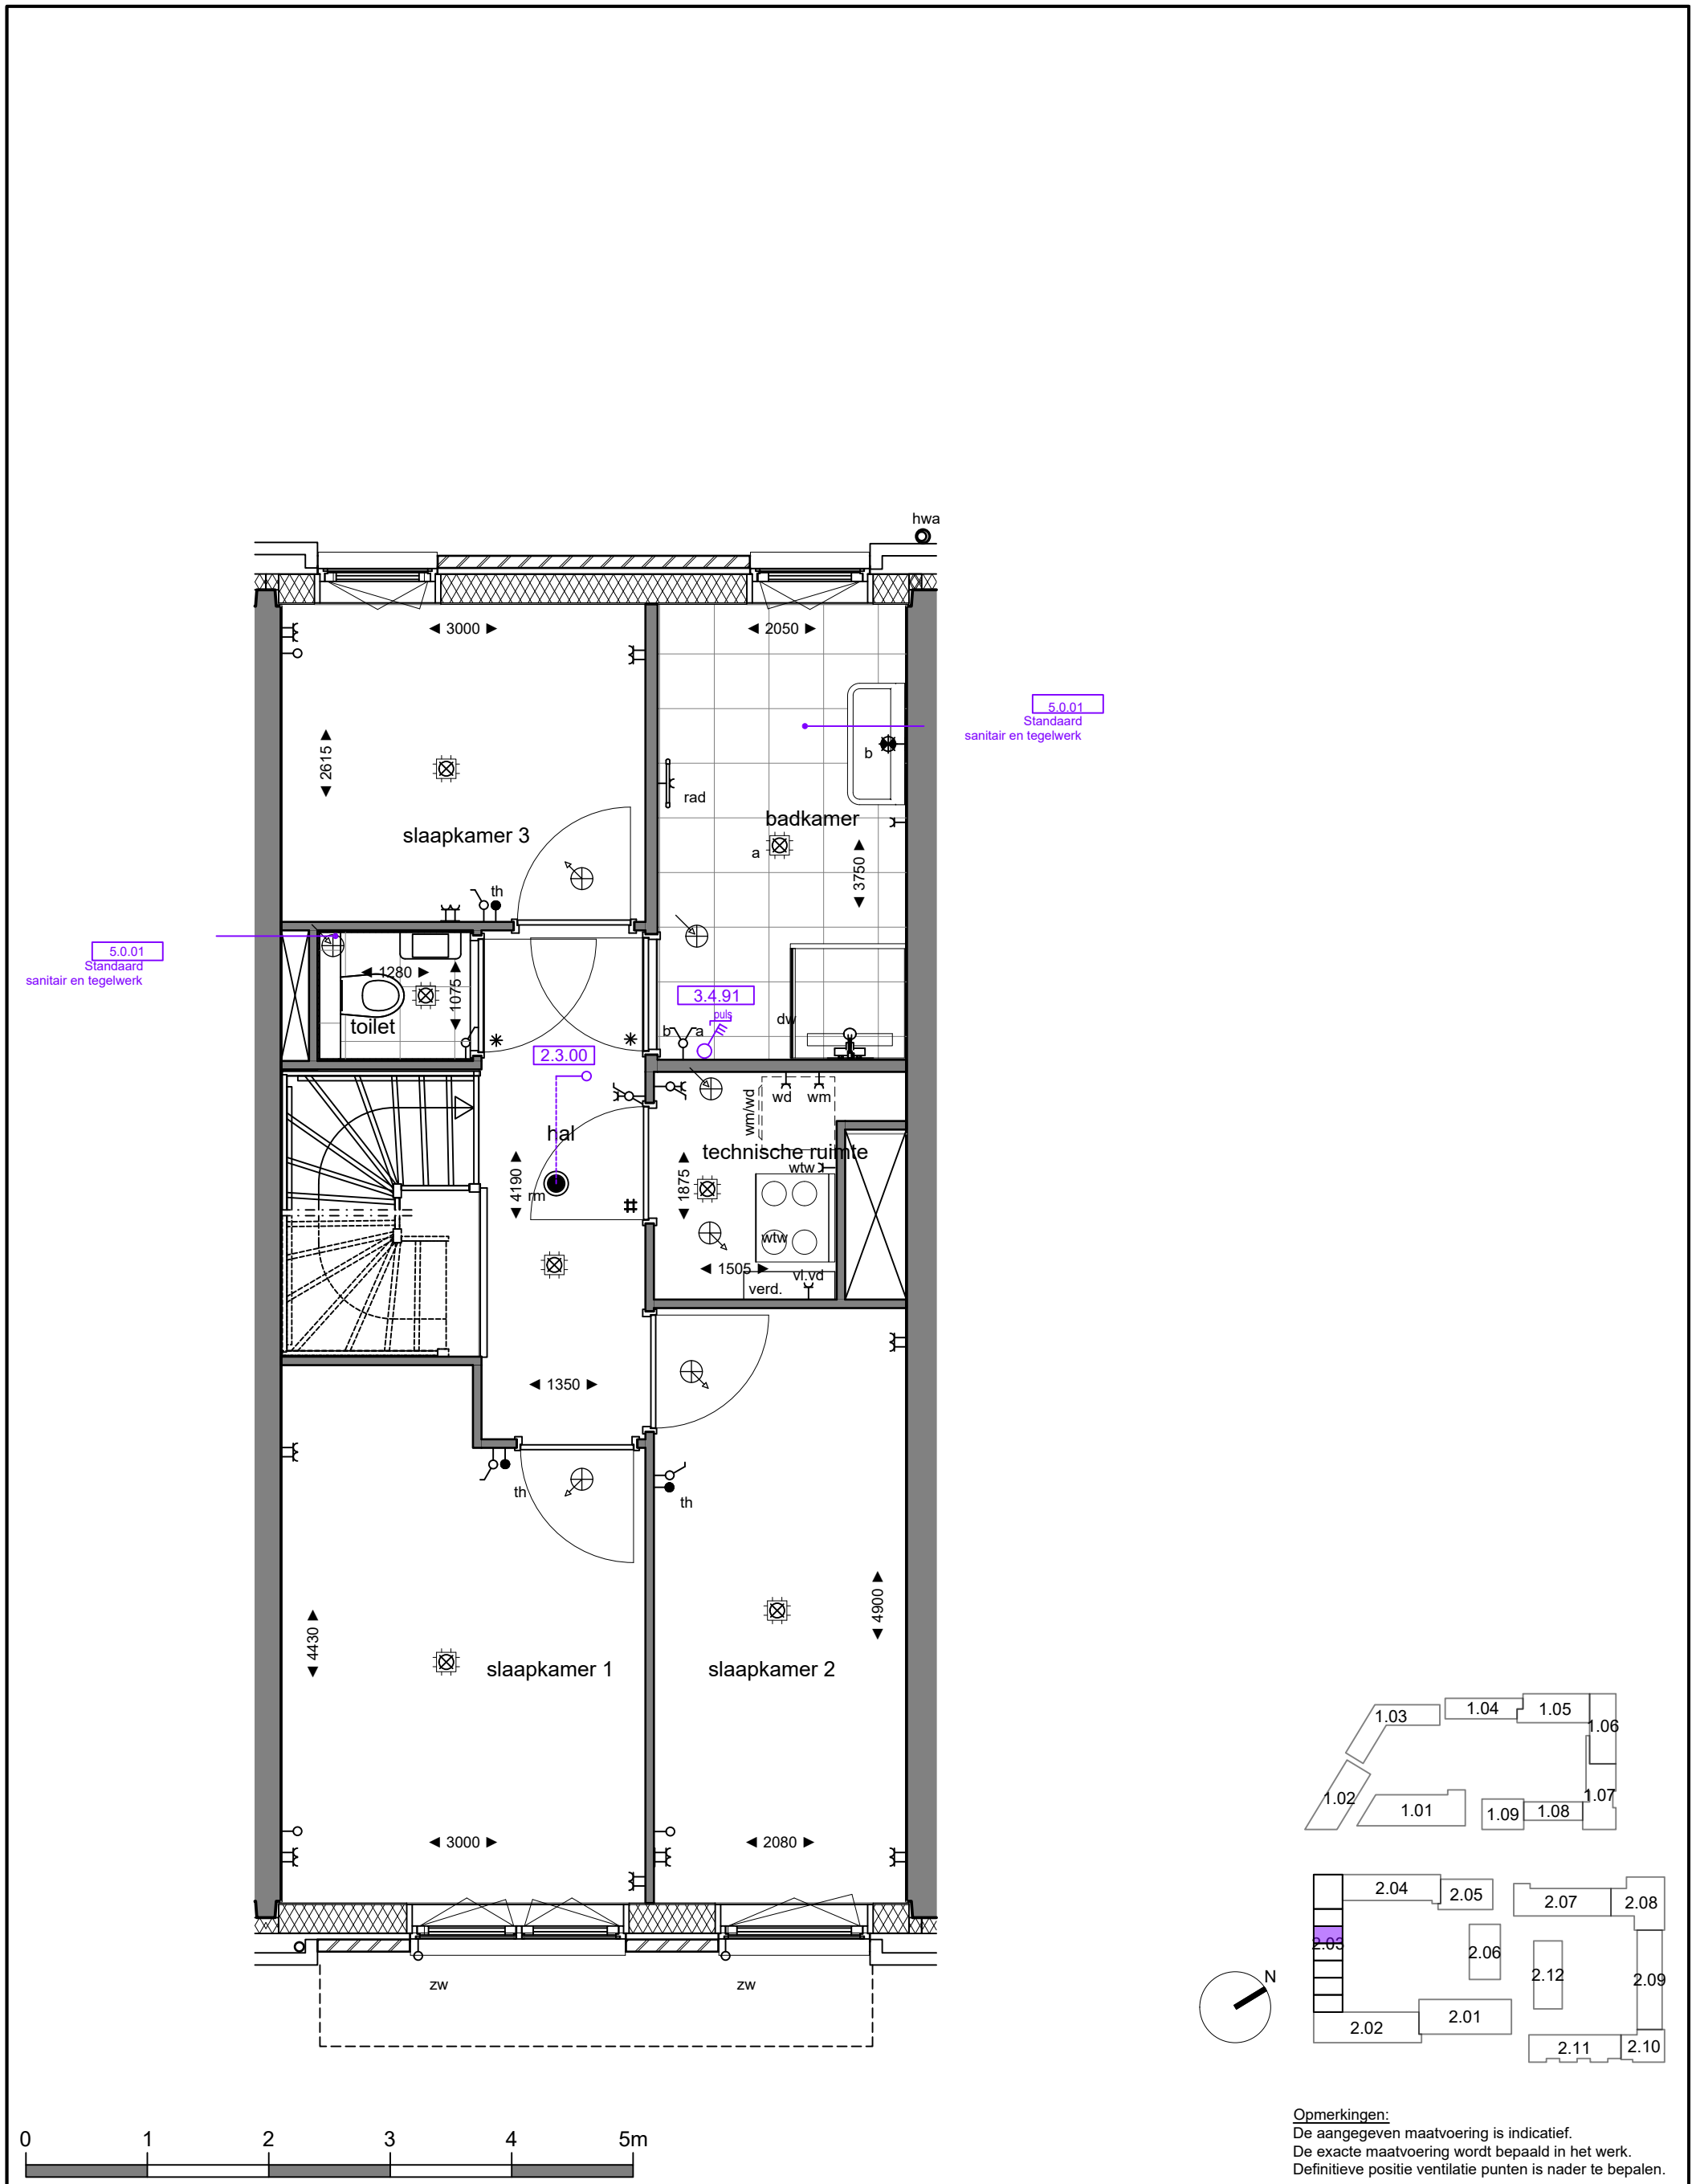 hwa
3000
2050
5.0.01
Standaard
sanitair en tegelwerk
2615
b
rad
badkamer
slaapkamer 3
a
3750
th
5.0.01
Standaard
sanitair en tegelwerk
1280
1075
3.4.91
puls
toilet
dw
b
a
2.3.00
wd
wm
wm/wd
hal
technische ruimte
wtw
4190
rm
1875
wtw
1505
vl.vd
verd.
1350
th
th
4900
4430
slaapkamer 1
slaapkamer 2
3000
2080
zw
zw
1.03
1.04
1.05
1.06
1.02
1.01
1.09
1.08
1.07
2.04
2.05
2.07
2.08
2.03
2.06
2.12
2.09
N
2.02
2.01
2.11
2.10
0 1 2 3 4 5m
Opmerkingen:
De aangegeven maatvoering is indicatief.
De exacte maatvoering wordt bepaald in het werk.
Definitieve positie ventilatie punten is nader te bepalen.